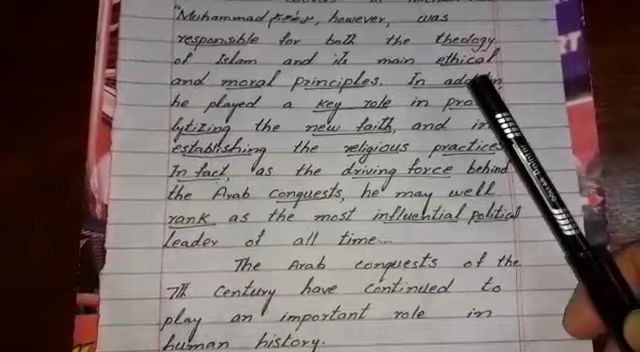 "Muhammad however, was
responsible for both the theology
of Islam and its main ethical
and moral principles. In
he played a key role in
lytizing the new faith, and in
establishing the religious practices
In fact, as the driving force behind
the Arab conquests, he may well
rank as the most influential political
leader of all time...
The Arab conquests of the
7th Century have continued to
play an important role in
human history.